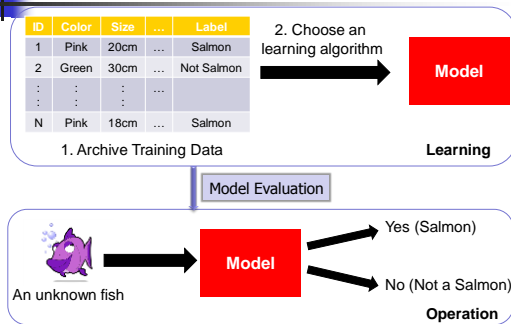 ID Color Size ... Label
1 Pink 20cm ... Salmon
2 Green 30cm ... Not Salmon
: : : ...
: : :
N Pink 18cm ... Salmon
1. Archive Training Data
2. Choose an
learning algorithm
Model
Learning
Model Evaluation
An unknown fish
Model
Yes (Salmon)
No (Not a Salmon)
Operation